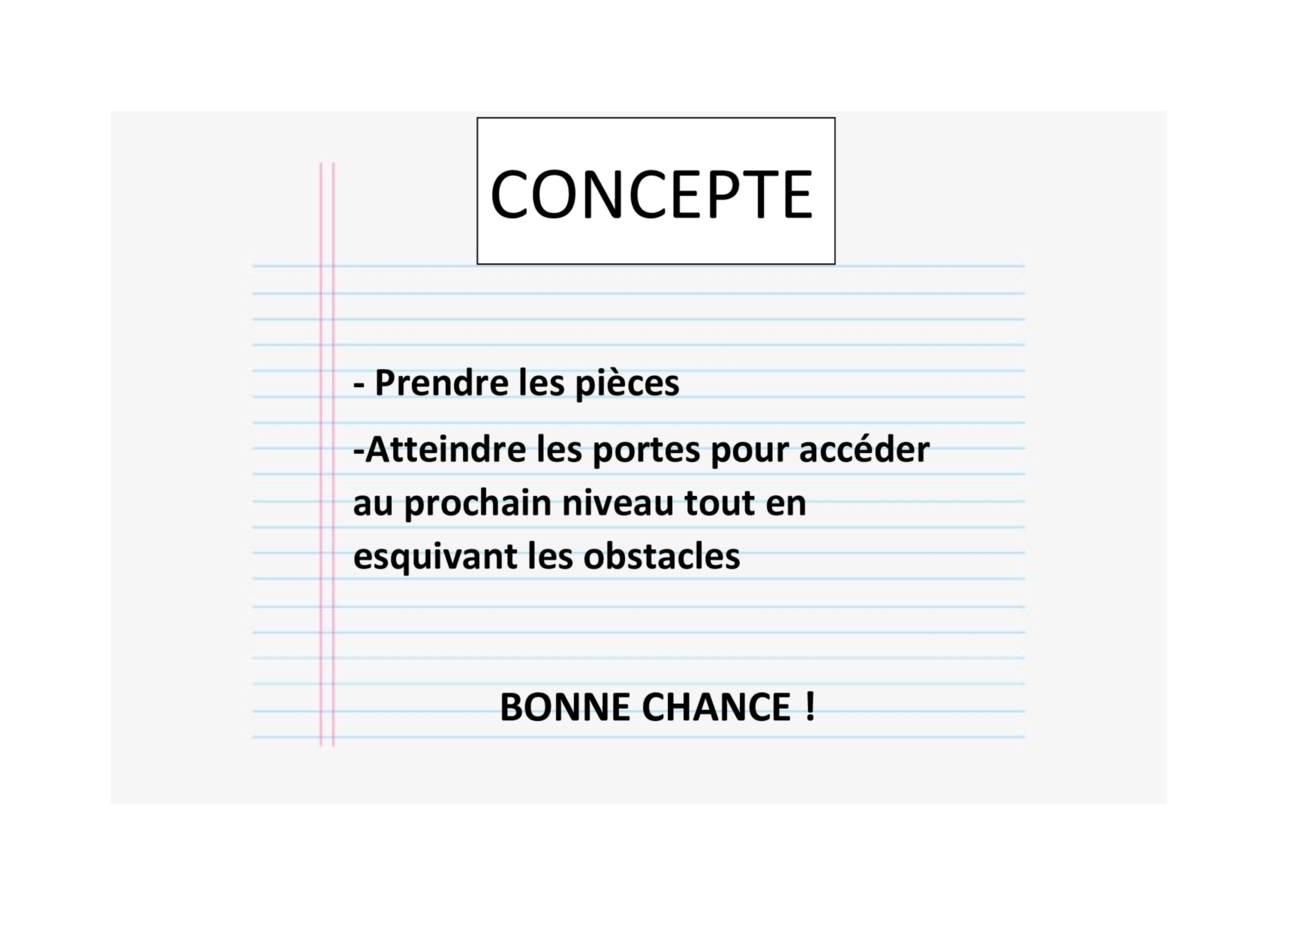 CONCEPTE
- Prendre les pièces
-Atteindre les portes pour accéder
au prochain niveau tout en
esquivant les obstacles
BONNE CHANCE !